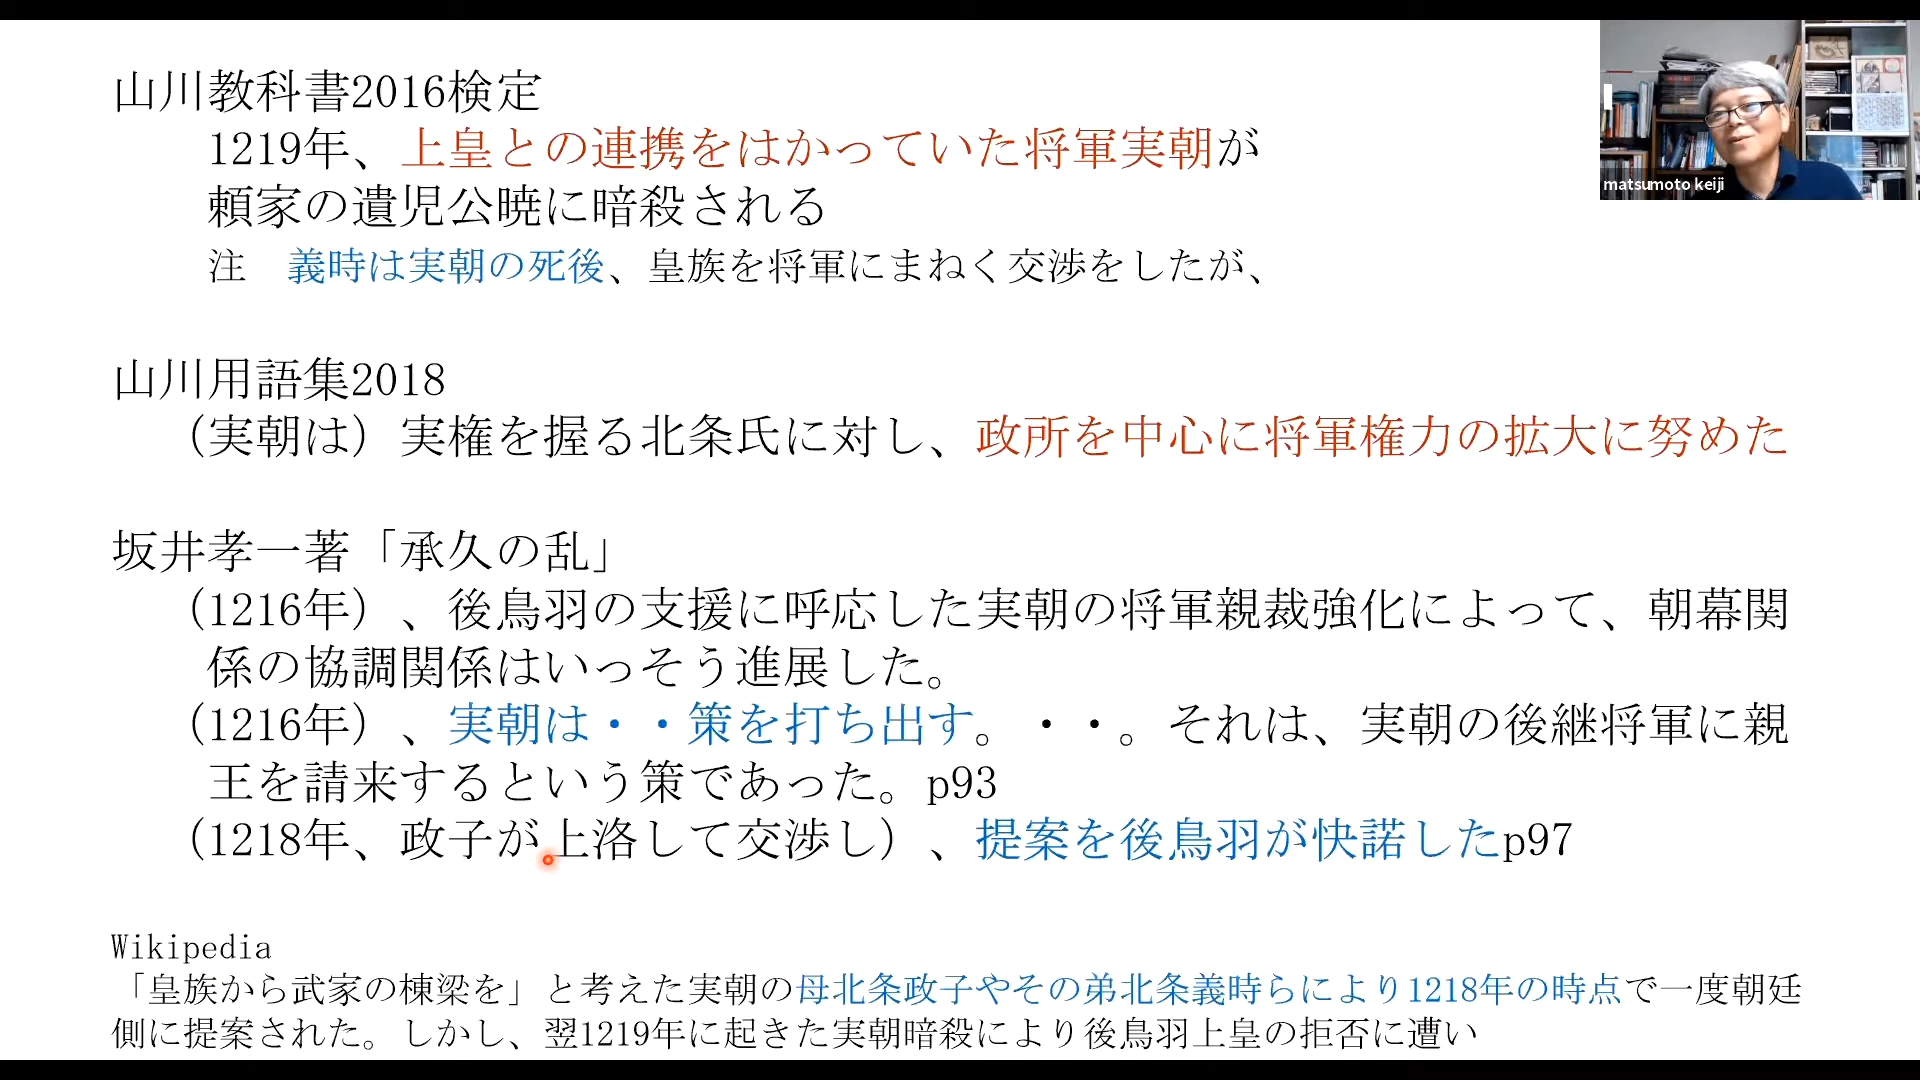 山川教科書2016検定
1219年、上皇との連携をはかっていた将軍実朝が
頼家の遺児公暁に暗殺される
注　義時は実朝の死後、皇族を将軍にまねく交渉をしたが、
山川用語集2018
（実朝は）実権を握る北条氏に対し、政所を中心に将軍権力の拡大に努めた
坂井孝一著「承久の乱」
（1216年）、後鳥羽の支援に呼応した実朝の将軍親裁強化によって、朝幕関
係の協調関係はいっそう進展した。
（1216年）、実朝は・・策を打ち出す。・・。それは、実朝の後継将軍に親
王を請来するという策であった。p93
（1218年、政子が上洛して交渉し）、提案を後鳥羽が快諾したp97
Wikipedia
「皇族から武家の棟梁を」と考えた実朝の母北条政子やその弟北条義時らにより1218年の時点で一度朝廷
側に提案された。しかし、翌1219年に起きた実朝暗殺により後鳥羽上皇の拒否に遭い
matsumoto keiji